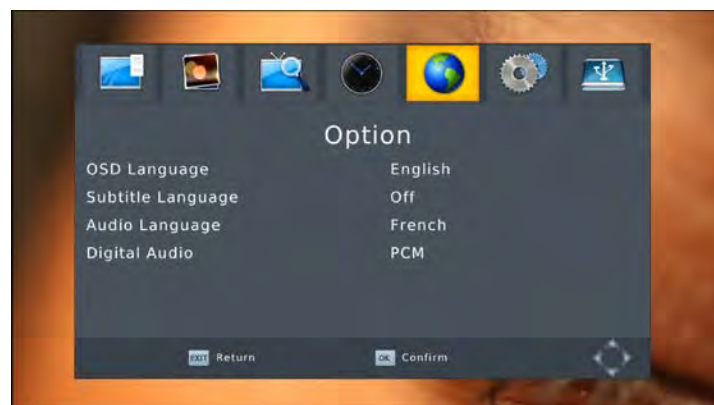 Option
OSD Language English
Subtitle Language Off
Audio Language French
Digital Audio PCM
EXIT Return OK Confirm